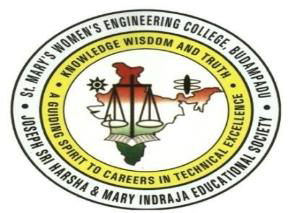 St. MARY'S WOMEN'S ENGINEERING COLLEGE, BUDAMPADU
• JOSEPH SRI HARSHA & MARY INDRAJA EDUCATIONAL SOCIETY •
• KNOWLEDGE WISDOM AND TRUTH •
A GUIDING SPIRIT TO CAREERS IN TECHNICAL EXCELLENCE